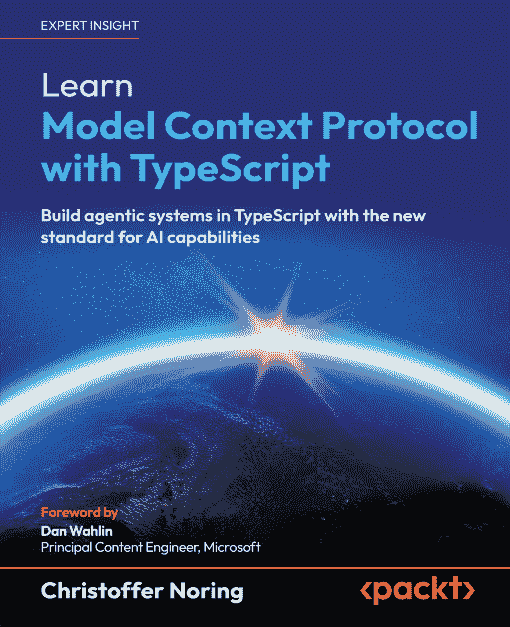 EXPERT INSIGHT
Learn
Model Context Protocol
with TypeScript
Build agentic systems in TypeScript with the new
standard for AI capabilities
Foreword by
Dan Wahlin
Principal Content Engineer, Microsoft
Christoffer Noring
<packt>